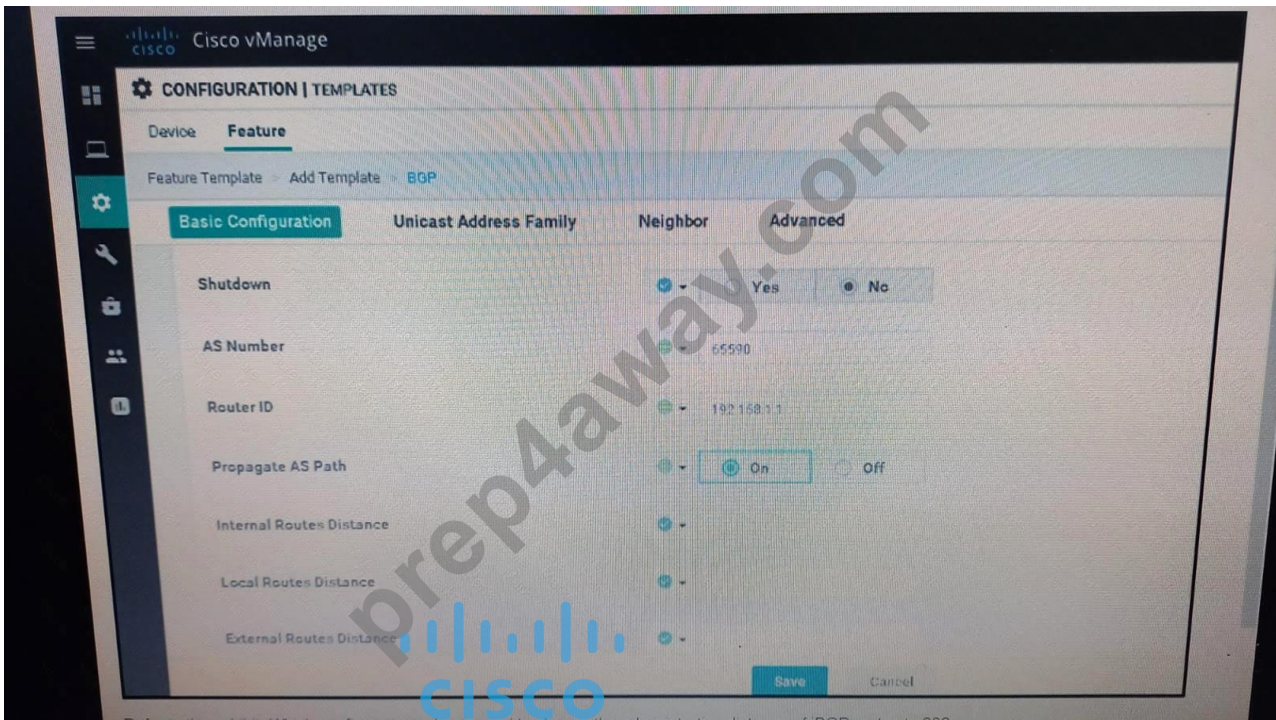 CISCO Cisco vManage
CONFIGURATION | TEMPLATES
Device Feature
Feature Template > Add Template > BGP
Basic Configuration Unicast Address Family Neighbor Advanced
Shutdown Yes No
AS Number 65590
Router ID 192.168.1.1
Propagate AS Path On Off
Internal Routes Distance
Local Routes Distance
External Routes Distance
Save Cancel
prep4away.com
CISCO